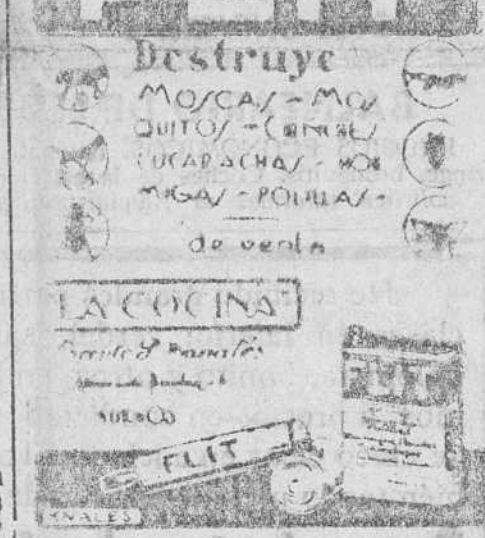 Destruye
MOSCAS - MOS
QUITOS - CHINCHES
CUCARACHAS - HOR
MIGAS - POLILLAS -
de venta
LA COCINA
FLIT
FLIT